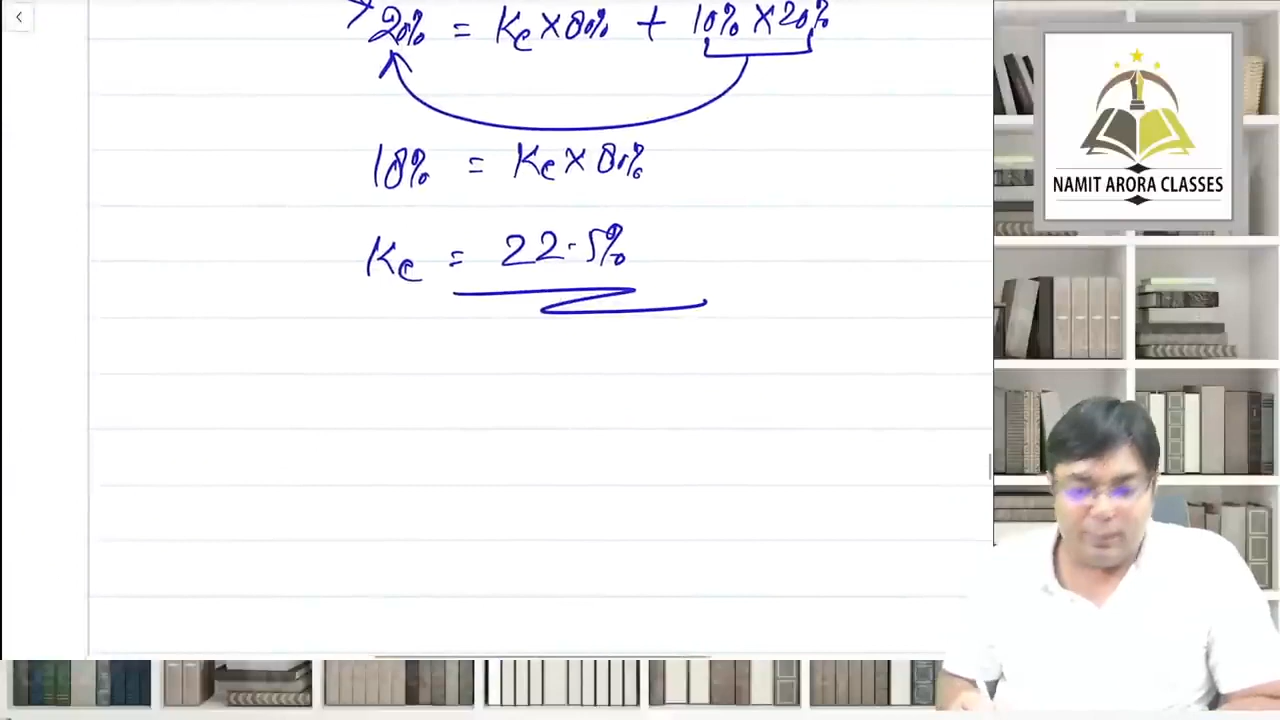 20% = Ke × 80% + 10% × 20%
18% = Ke × 80%
Ke = 22.5%
NAMIT ARORA CLASSES